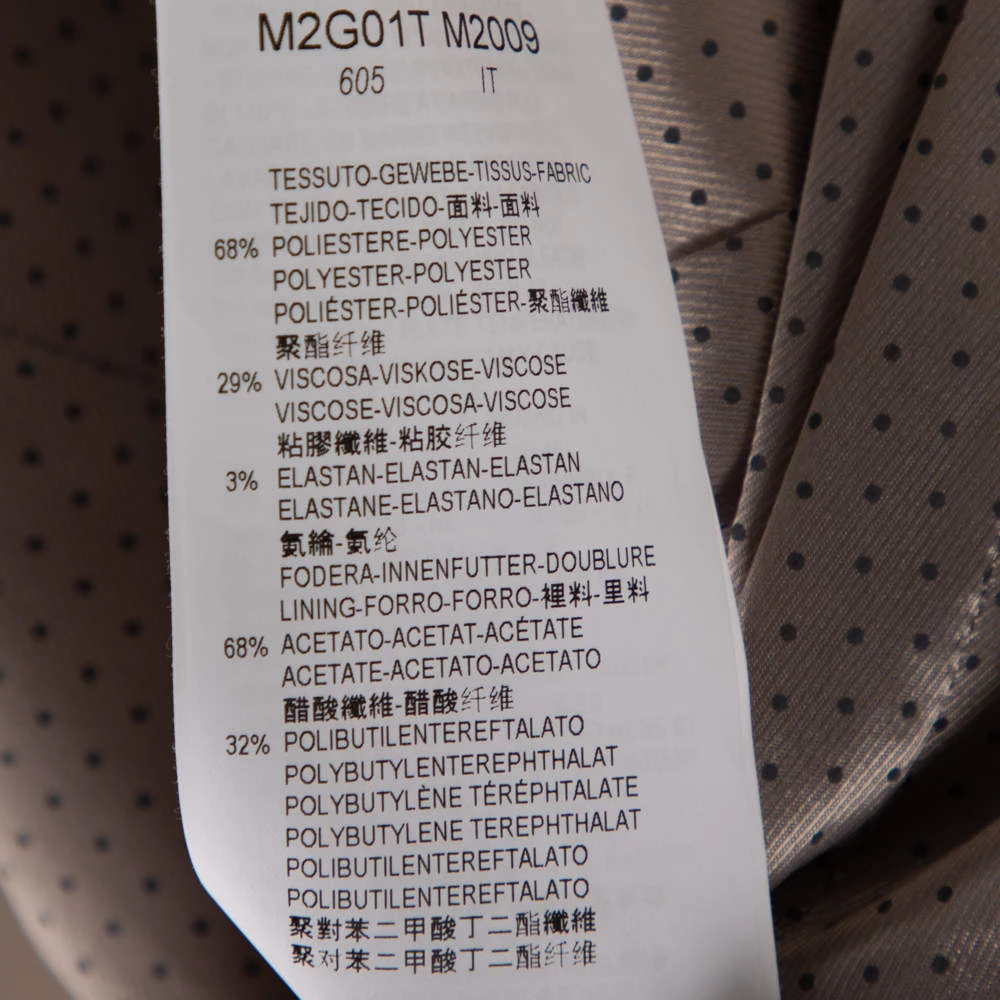 M2G01T M2009
605 IT
TESSUTO-GEWEBE-TISSUS-FABRIC
TEJIDO-TECIDO-面料-面料
68% POLIESTERE-POLYESTER
POLYESTER-POLYESTER
POLIÉSTER-POLIÉSTER-聚酯纖維
聚酯纤维
29% VISCOSA-VISKOSE-VISCOSE
VISCOSE-VISCOSA-VISCOSE
粘膠纖維-粘胶纤维
3% ELASTAN-ELASTAN-ELASTAN
ELASTANE-ELASTANO-ELASTANO
氨綸-氨纶
FODERA-INNENFUTTER-DOUBLURE
LINING-FORRO-FORRO-裡料-里料
68% ACETATO-ACETAT-ACÉTATE
ACETATE-ACETATO-ACETATO
醋酸纖維-醋酸纤维
32% POLIBUTILENTEREFTALATO
POLYBUTYLENTEREPHTHALAT
POLYBUTYLÈNE TÉRÉPHTALATE
POLYBUTYLENE TEREPHTHALAT
POLIBUTILENTEREFTALATO
POLIBUTILENTEREFTALATO
聚對苯二甲酸丁二酯纖維
聚对苯二甲酸丁二酯纤维